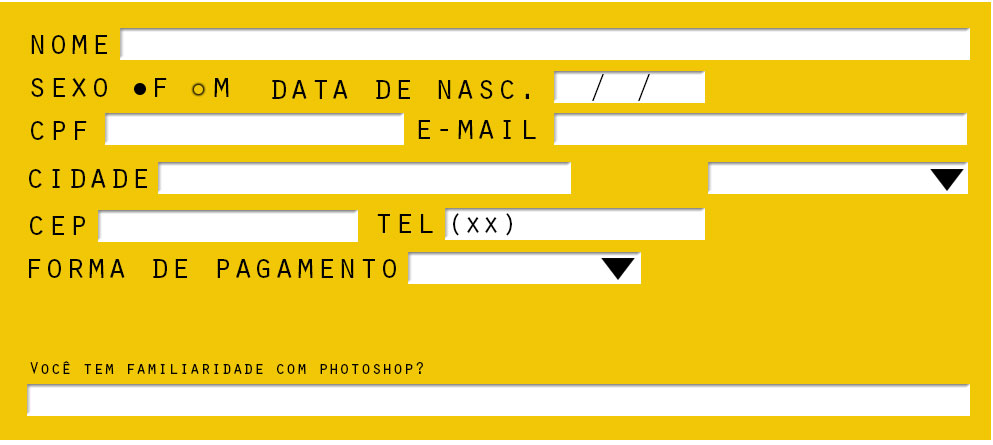 NOME
SEXO F M DATA DE NASC. / /
CPF E-MAIL
CIDADE
CEP TEL (xx)
FORMA DE PAGAMENTO
Você tem familiaridade com photoshop?